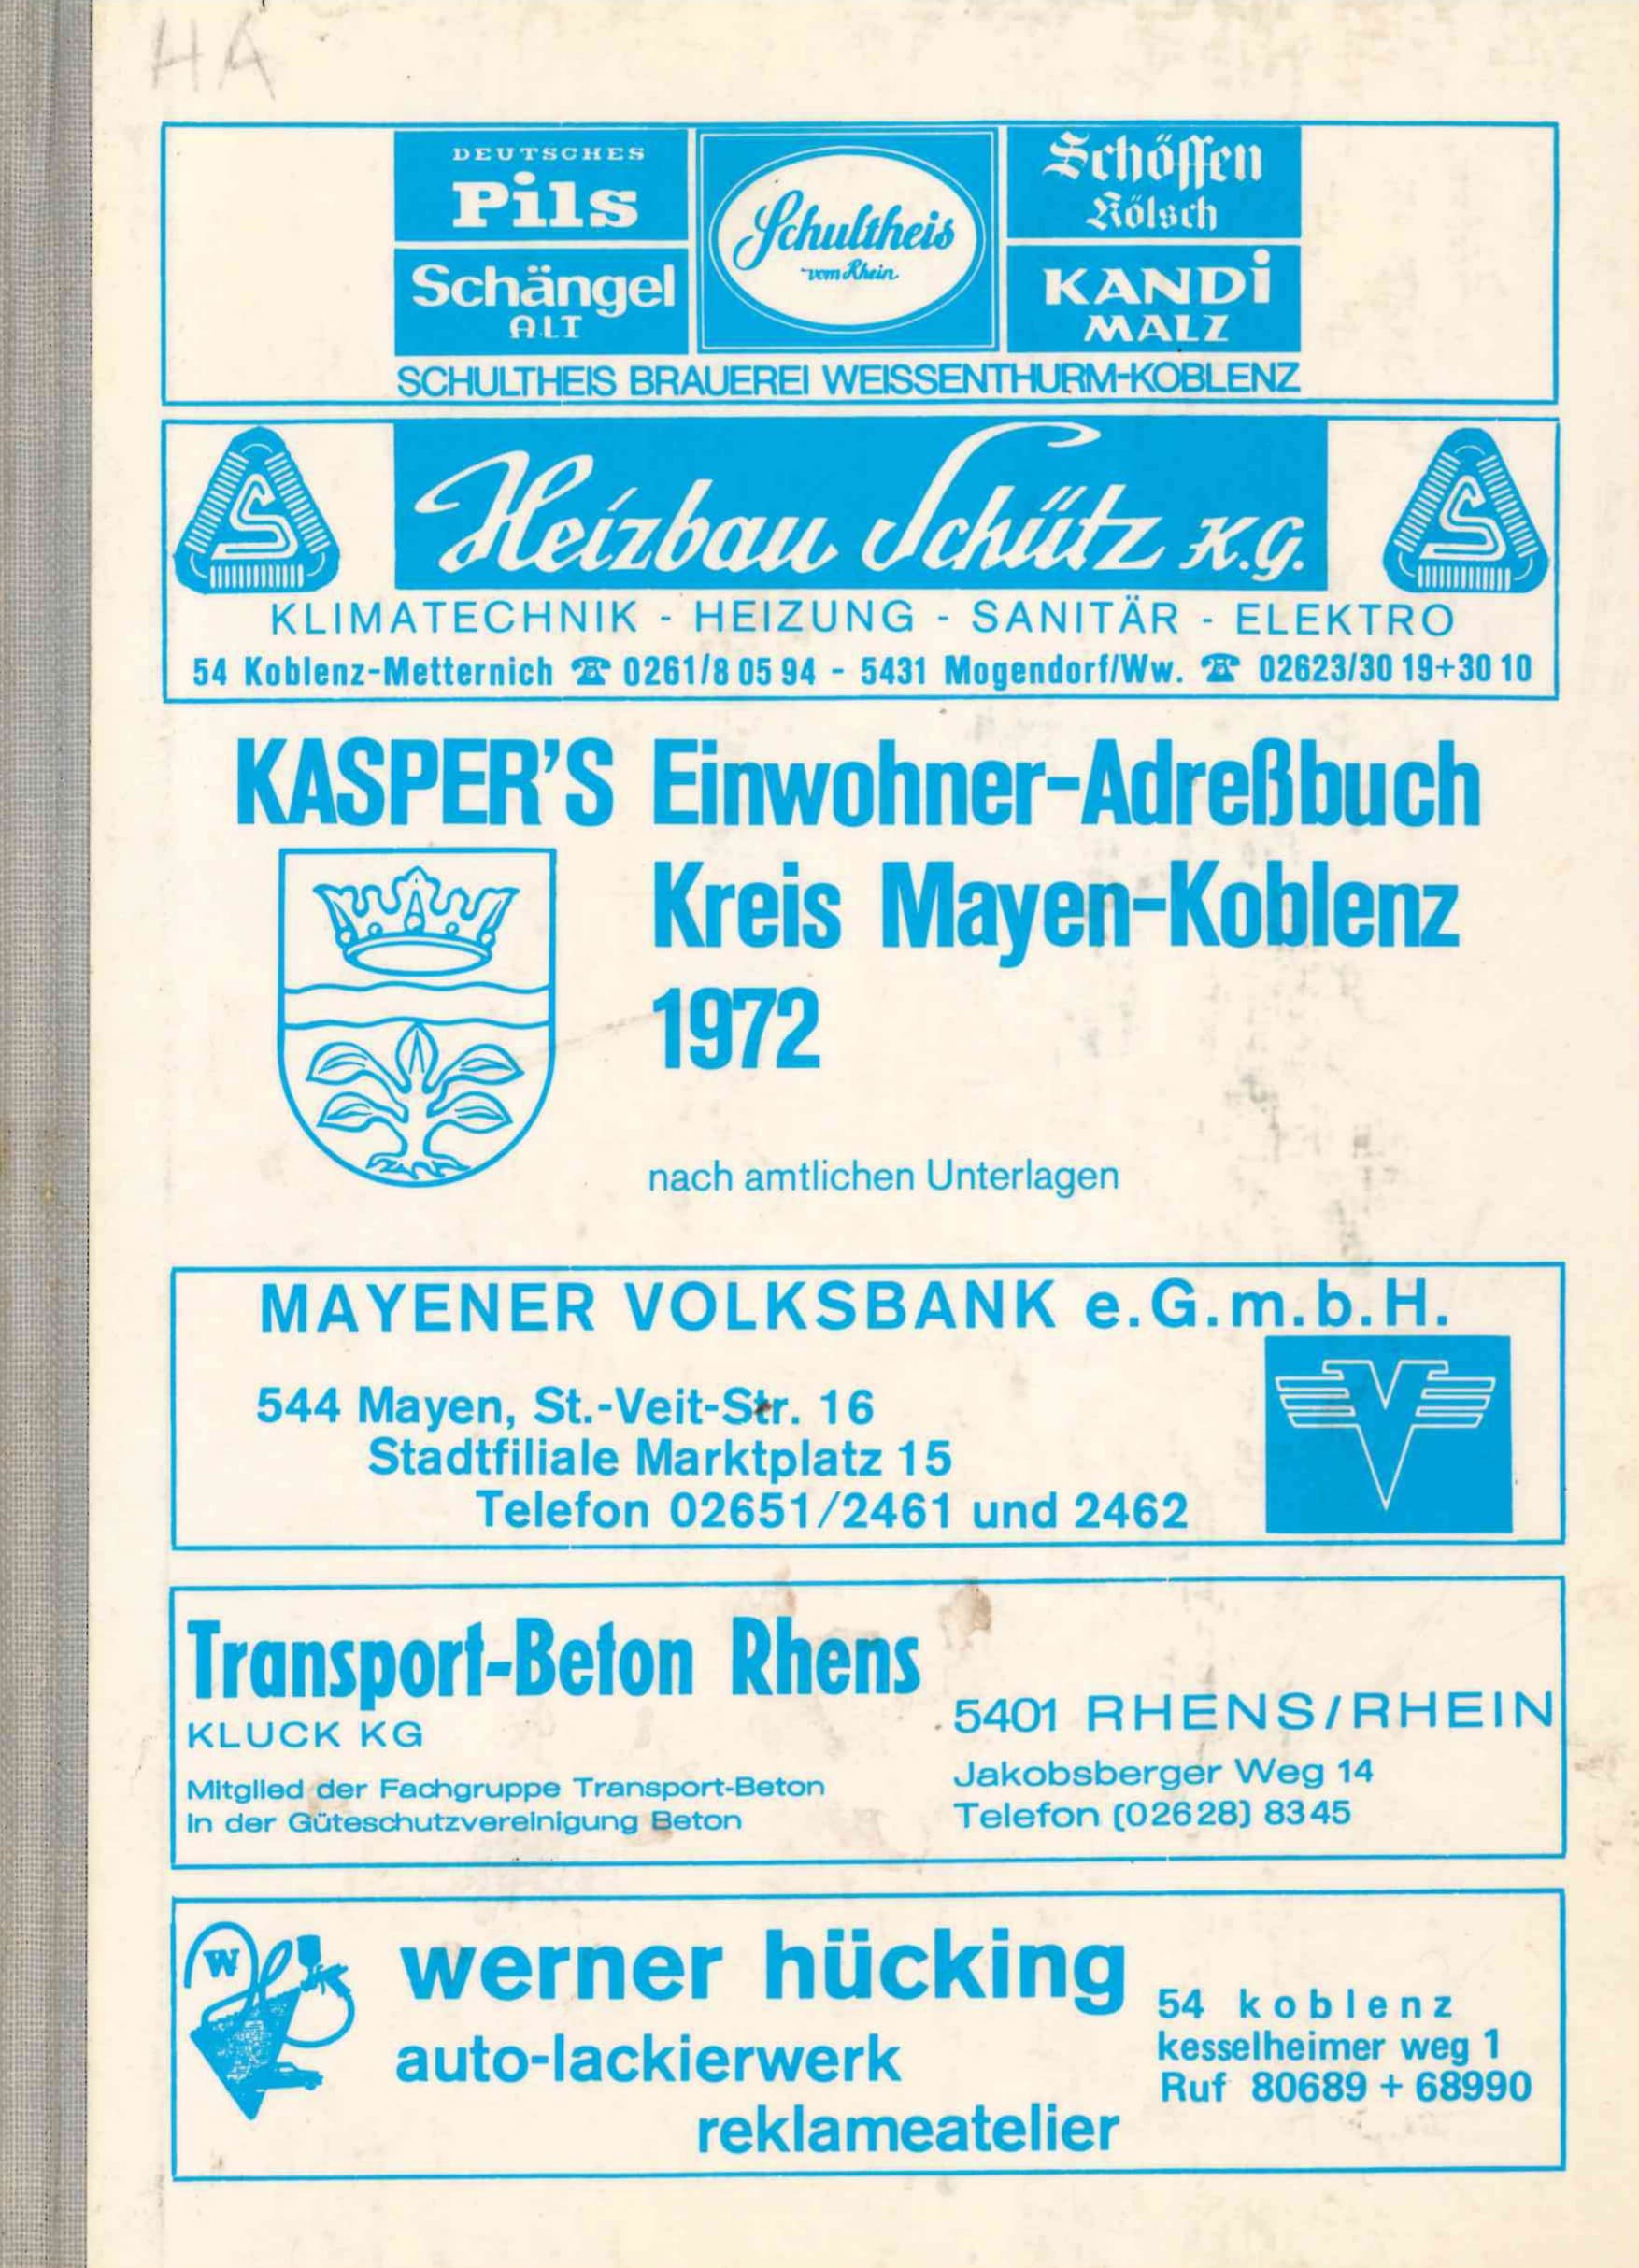 HA
DEUTSCHES
Pils
Schängel
ALT
Schultheis
vom Rhein
Schöffen
Kölsch
KANDi
MALZ
SCHULTHEIS BRAUEREI WEISSENTHURM-KOBLENZ
S
Heizbau Schütz K.G.
S
KLIMATECHNIK - HEIZUNG - SANITÄR - ELEKTRO
54 Koblenz-Metternich ☎ 0261/8 05 94 - 5431 Mogendorf/Ww. ☎ 02623/30 19+30 10
KASPER'S Einwohner-Adreßbuch
Kreis Mayen-Koblenz
1972
nach amtlichen Unterlagen
MAYENER VOLKSBANK e.G.m.b.H.
544 Mayen, St.-Veit-Str. 16
Stadtfiliale Marktplatz 15
Telefon 02651/2461 und 2462
V
Transport-Beton Rhens
KLUCK KG
Mitglied der Fachgruppe Transport-Beton
In der Güteschutzvereinigung Beton
5401 RHENS/RHEIN
Jakobsberger Weg 14
Telefon (02628) 8345
W
werner hücking
auto-lackierwerk
reklameatelier
54 koblenz
kesselheimer weg 1
Ruf 80689 + 68990